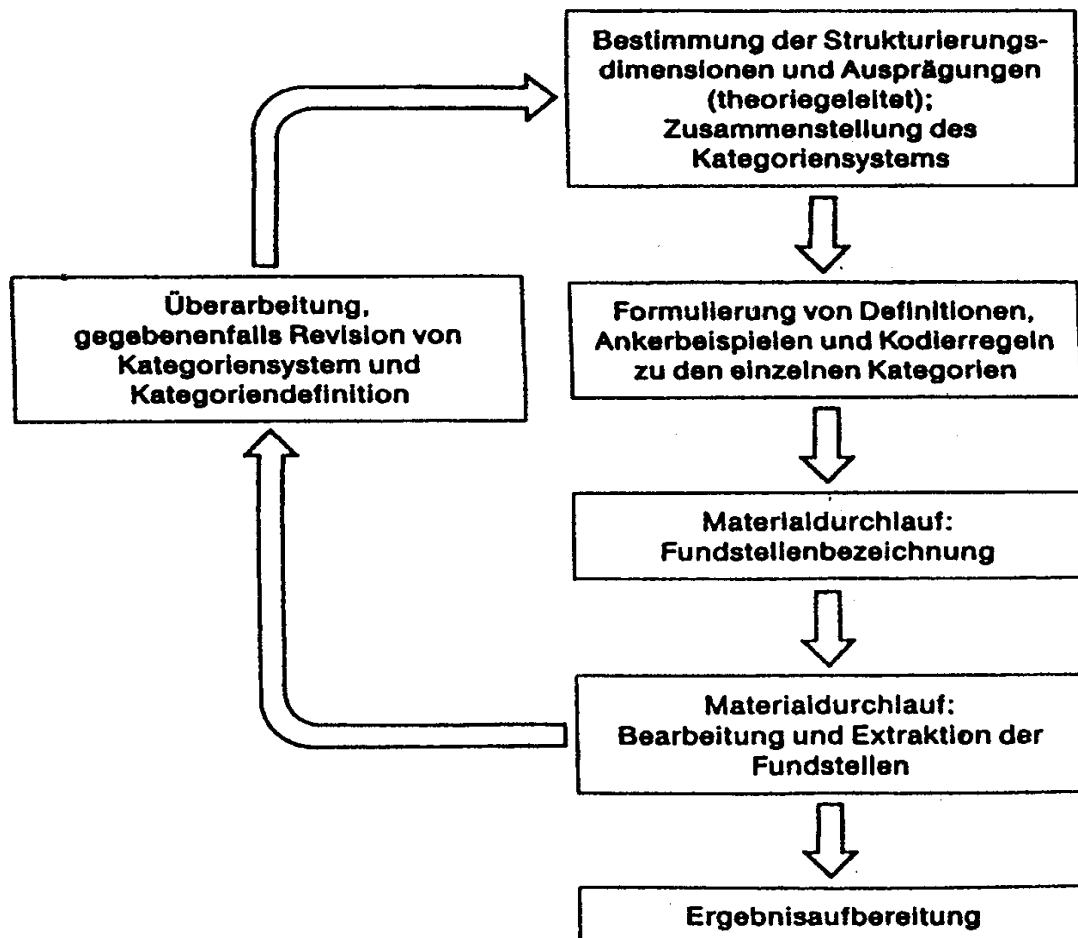 Bestimmung der Strukturierungs-
dimensionen und Ausprägungen
(theoriegeleitet);
Zusammenstellung des
Kategoriensystems
Überarbeitung,
gegebenenfalls Revision von
Kategoriensystem und
Kategoriendefinition
Formulierung von Definitionen,
Ankerbeispielen und Kodierregeln
zu den einzelnen Kategorien
Materialdurchlauf:
Fundstellenbezeichnung
Materialdurchlauf:
Bearbeitung und Extraktion der
Fundstellen
Ergebnisaufbereitung